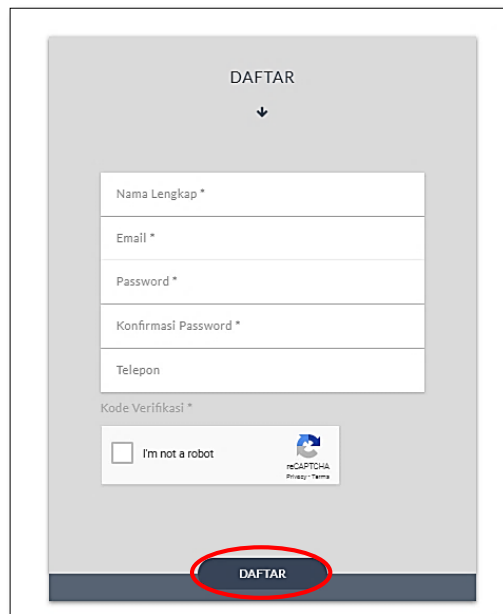 DAFTAR
Nama Lengkap *
Email *
Password *
Konfirmasi Password *
Telepon
Kode Verifikasi *
I'm not a robot
reCAPTCHA
Privacy - Terms
DAFTAR